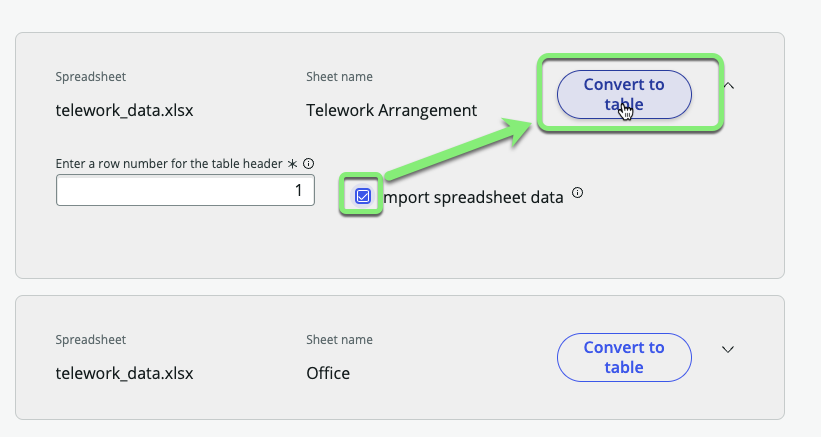 Spreadsheet
Sheet name
Convert to
table
telework_data.xlsx
Telework Arrangement
Enter a row number for the table header *
1
mport spreadsheet data
Spreadsheet
Sheet name
Convert to
table
telework_data.xlsx
Office